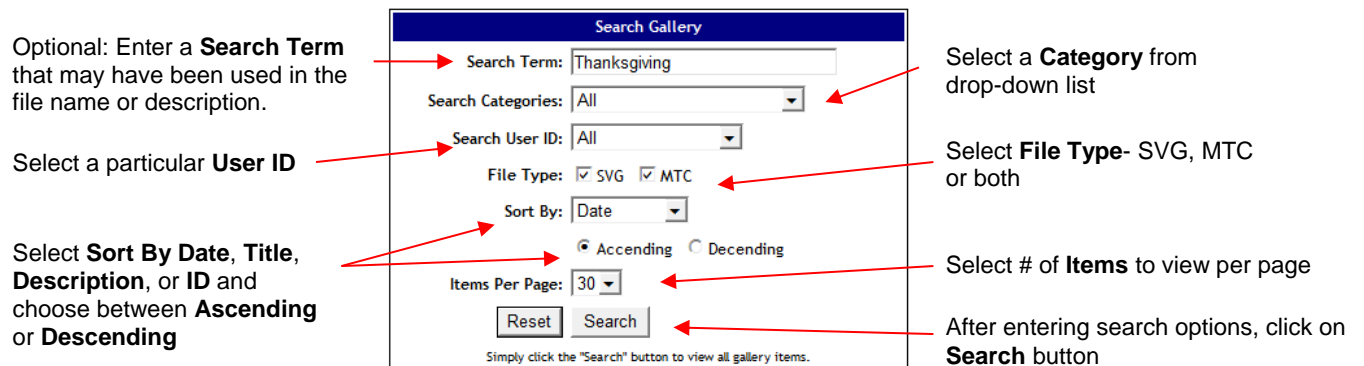 Optional: Enter a Search Term
that may have been used in the
file name or description.
Select a particular User ID
Select Sort By Date, Title,
Description, or ID and
choose between Ascending
or Descending
Search Gallery
Search Term: Thanksgiving
Search Categories: All
Search User ID: All
File Type: SVG MTC
Sort By: Date
Accending Decending
Items Per Page: 30
Reset Search
Simply click the "Search" button to view all gallery items.
Select a Category from
drop-down list
Select File Type- SVG, MTC
or both
Select # of Items to view per page
After entering search options, click on
Search button